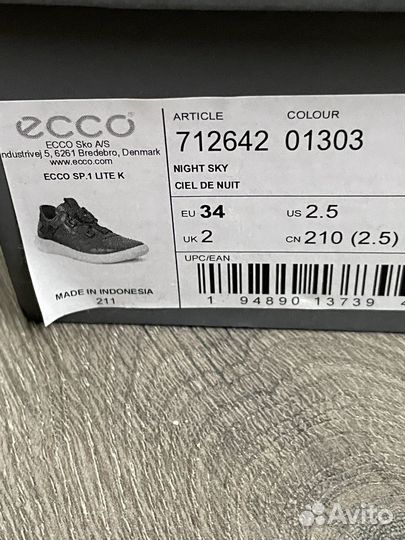 ecco
ECCO Sko A/S
Industrivej 5, 6261 Bredebro, Denmark
www.ecco.com
ECCO SP.1 LITE K
MADE IN INDONESIA
211
ARTICLE COLOUR
712642 01303
NIGHT SKY
CIEL DE NUIT
EU 34 US 2.5
UK 2 CN 210 (2.5)
UPC/EAN
1 94890 13739
Avito